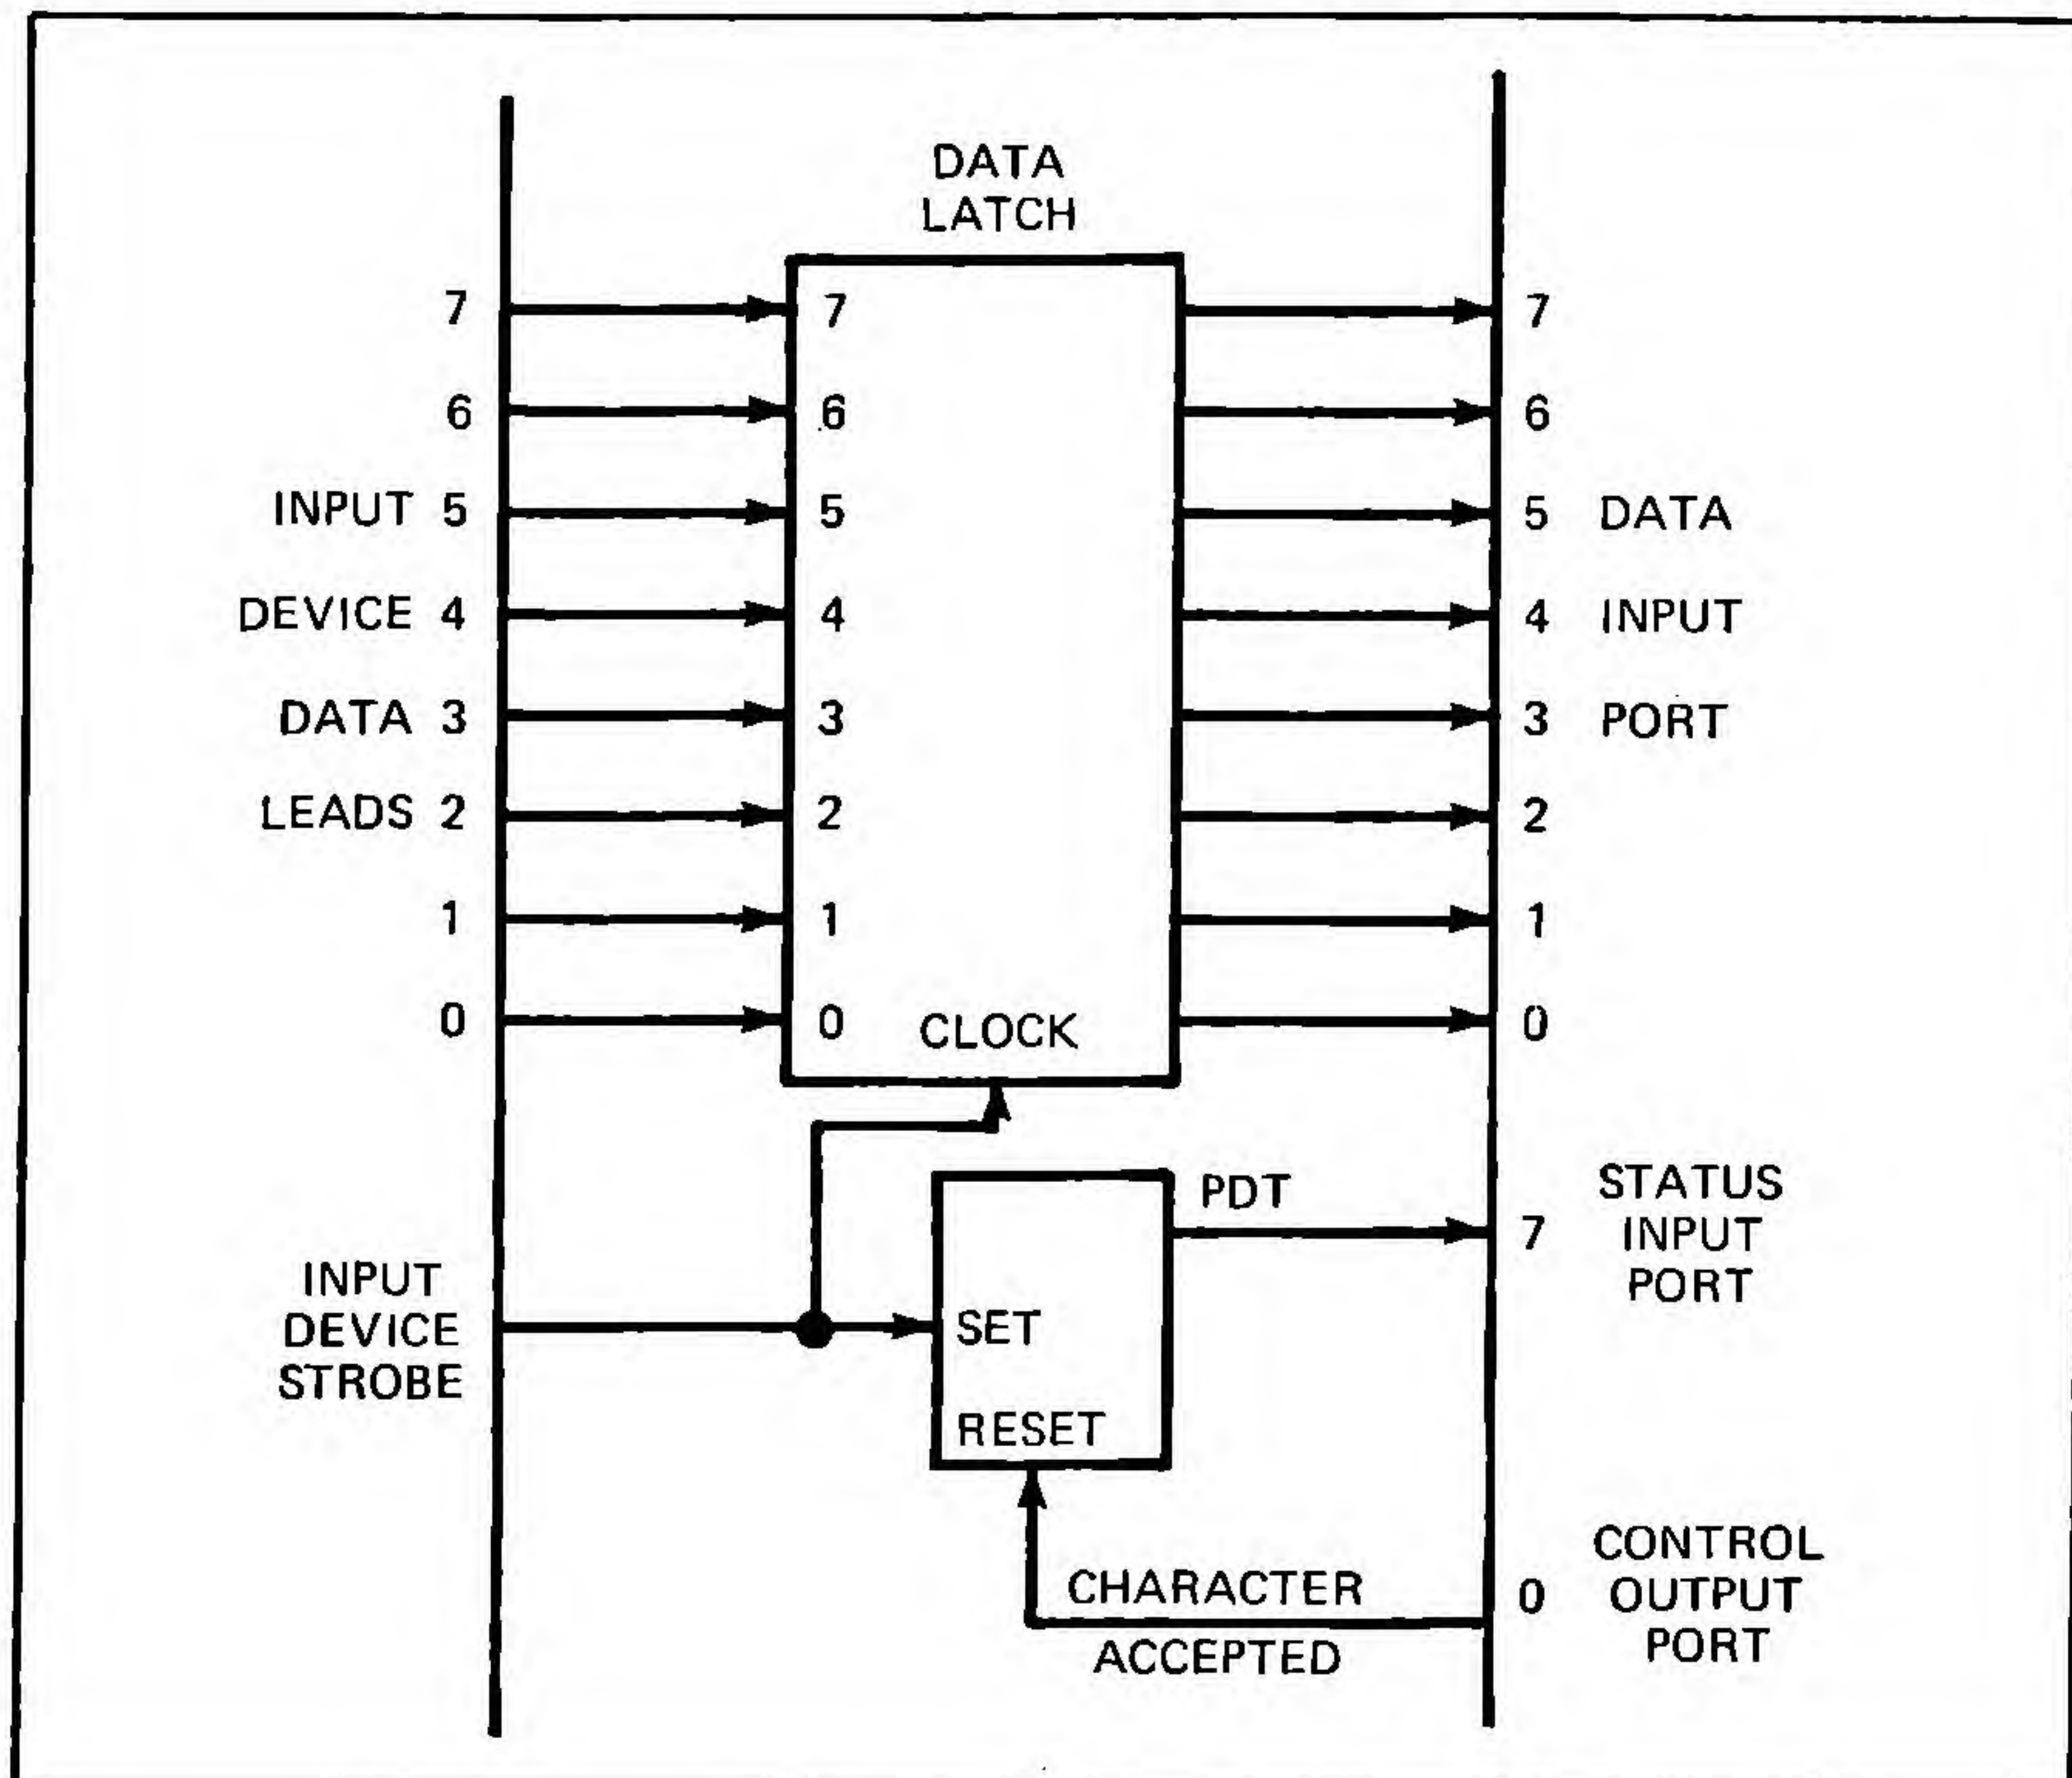 DATA
LATCH
7 7 7
6 6 6
INPUT 5 5 5 DATA
DEVICE 4 4 4 INPUT
DATA 3 3 3 PORT
LEADS 2 2 2
1 1 1
0 0 CLOCK 0
PDT
7
STATUS
INPUT
PORT
INPUT
DEVICE
STROBE
SET
RESET
CHARACTER
ACCEPTED
0
CONTROL
OUTPUT
PORT